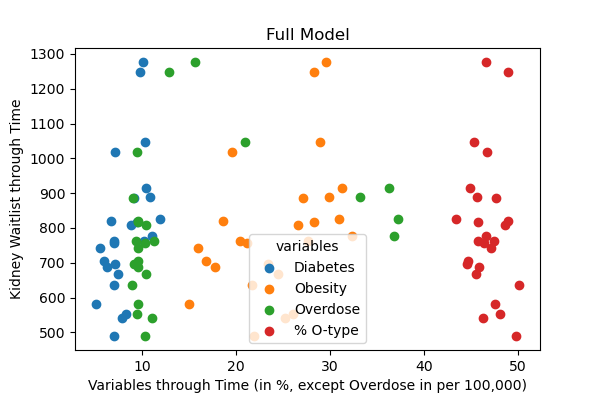 Full Model
Kidney Waitlist through Time
1300
1200
1100
1000
900
800
700
600
500
variables
Diabetes
Obesity
Overdose
% O-type
10
20
30
40
50
Variables through Time (in %, except Overdose in per 100,000)